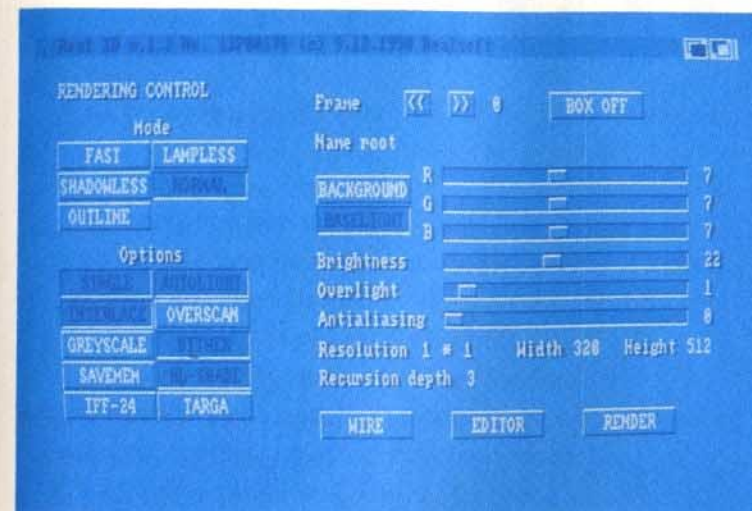 RENDERING CONTROL
Mode
FAST LAMPLESS
SHADOWLESS NORMAL
OUTLINE
Options
SINGLE AUTOLIGHT
INTERLACE OVERSCAN
GREYSCALE DITHER
SAVEMEM
IFF-24 TARGA
Frame << >> 0 BOX OFF
Name root
BACKGROUND
BASELIGHT
R 7
G 7
B 7
Brightness 22
Overlight 1
Antialiasing 0
Resolution 1 * 1 Width 320 Height 512
Recursion depth 3
WIRE EDITOR RENDER